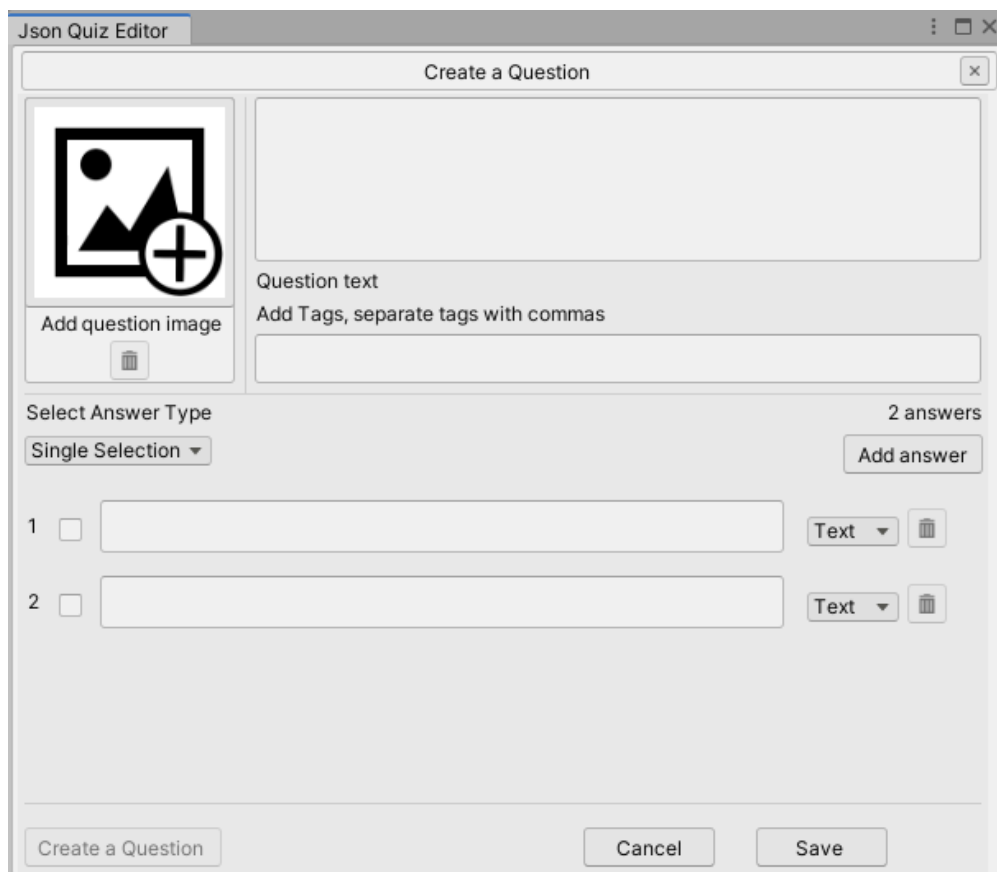 Json Quiz Editor
Create a Question
Question text
Add question image
Add Tags, separate tags with commas
Select Answer Type
2 answers
Single Selection
Add answer
1
Text
2
Text
Create a Question
Cancel
Save